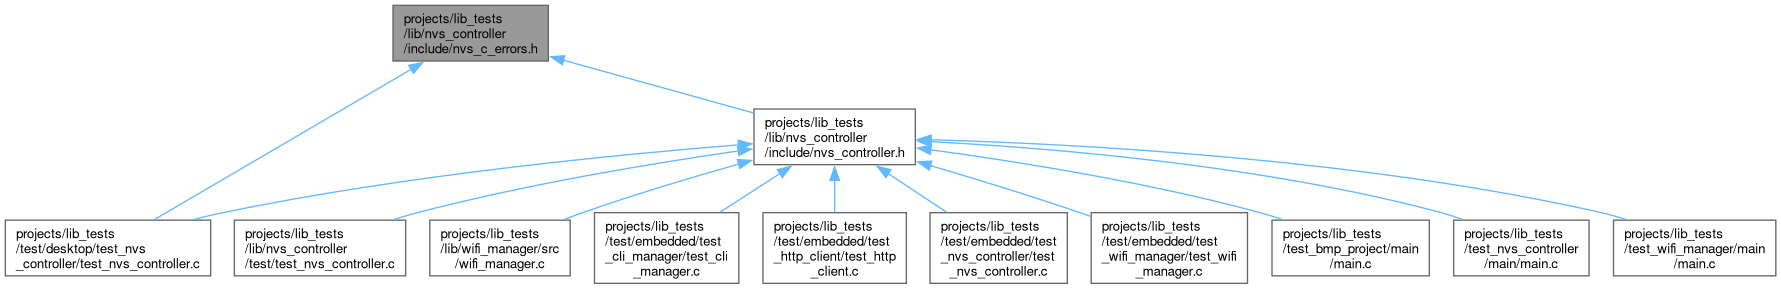 projects/lib_tests
/lib/nvs_controller
/include/nvs_c_errors.h
projects/lib_tests
/lib/nvs_controller
/include/nvs_controller.h
projects/lib_tests
/test/desktop/test_nvs
_controller/test_nvs_controller.c
projects/lib_tests
/lib/nvs_controller
/test/test_nvs_controller.c
projects/lib_tests
/lib/wifi_manager/src
/wifi_manager.c
projects/lib_tests
/test/embedded/test
_cli_manager/test_cli
_manager.c
projects/lib_tests
/test/embedded/test
_http_client/test_http
_client.c
projects/lib_tests
/test/embedded/test
_nvs_controller/test
_nvs_controller.c
projects/lib_tests
/test/embedded/test
_wifi_manager/test_wifi
_manager.c
projects/lib_tests
/test_bmp_project/main
/main.c
projects/lib_tests
/test_nvs_controller
/main/main.c
projects/lib_tests
/test_wifi_manager/main
/main.c